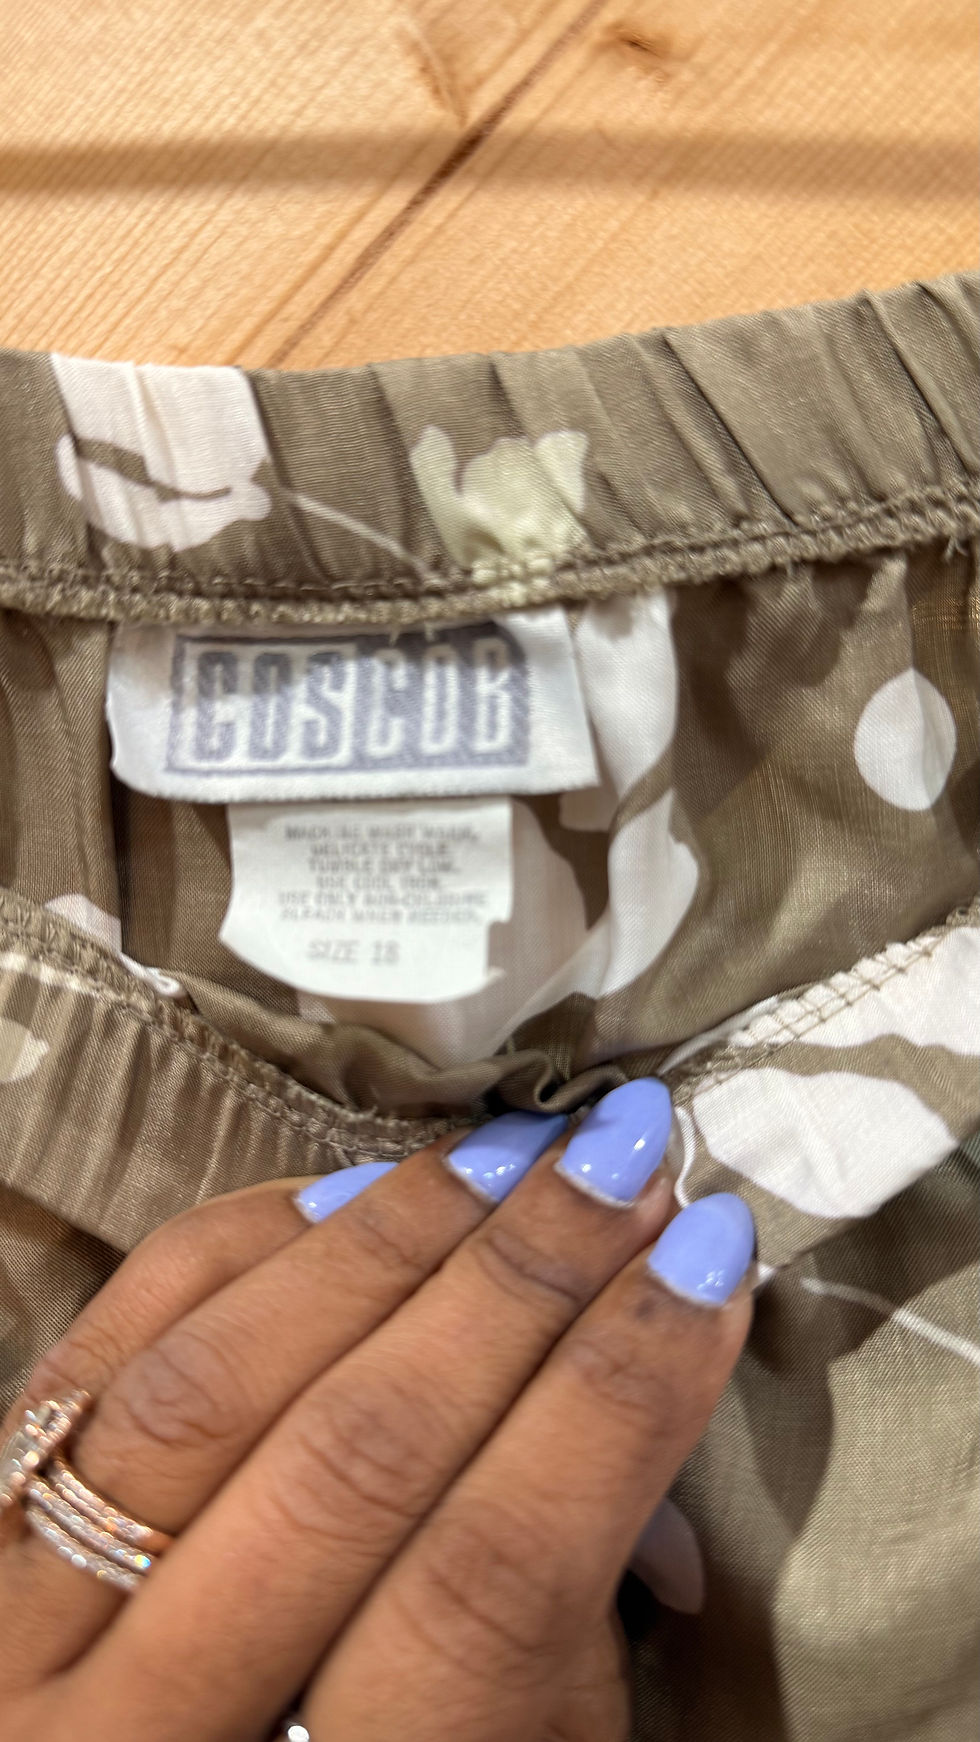 COSCOB
MACHINE WASH WARM,
DELICATE CYCLE.
TUMBLE DRY LOW.
USE COOL IRON.
USE ONLY NON-CHLORINE
BLEACH WHEN NEEDED.
SIZE 18